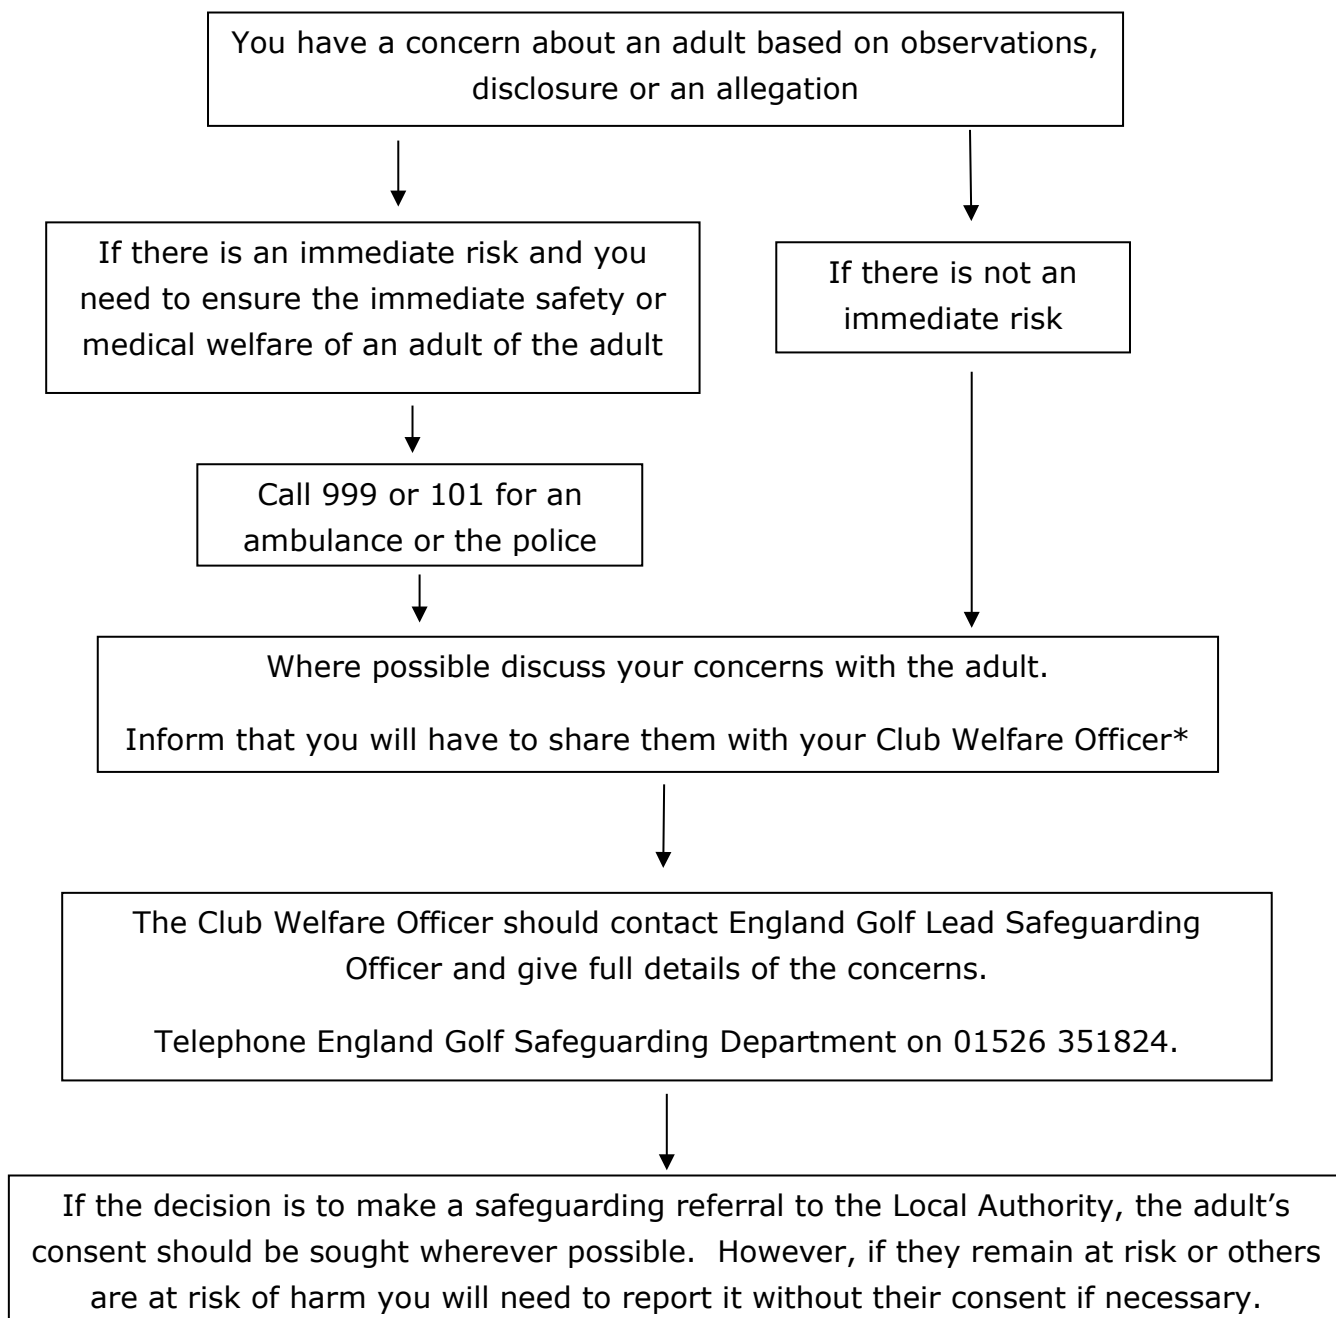 You have a concern about an adult based on observations,
disclosure or an allegation
If there is an immediate risk and you
need to ensure the immediate safety or
medical welfare of an adult of the adult
If there is not an
immediate risk
Call 999 or 101 for an
ambulance or the police
Where possible discuss your concerns with the adult.
Inform that you will have to share them with your Club Welfare Officer*
The Club Welfare Officer should contact England Golf Lead Safeguarding
Officer and give full details of the concerns.
Telephone England Golf Safeguarding Department on 01526 351824.
If the decision is to make a safeguarding referral to the Local Authority, the adult’s
consent should be sought wherever possible.  However, if they remain at risk or others
are at risk of harm you will need to report it without their consent if necessary.